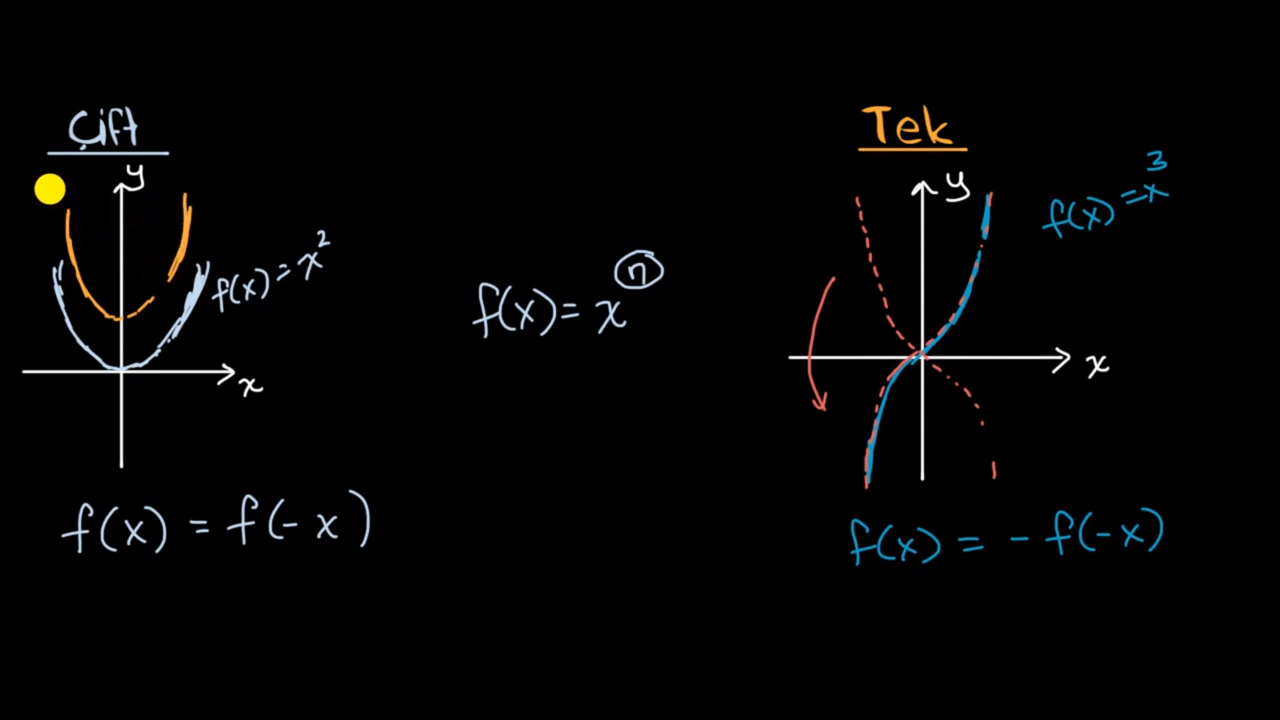 Çift
y
f(x) = x²
x
f(x) = f(-x)
f(x) = xⁿ
Tek
y
f(x) = x³
x
f(x) = - f(-x)